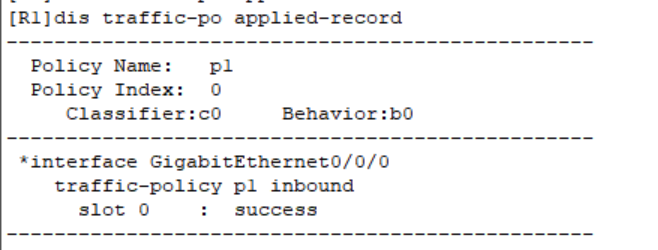 [R1]dis traffic-po applied-record
-------------------------------------------------
Policy Name: p1
Policy Index: 0
Classifier:c0 Behavior:b0
-------------------------------------------------
*interface GigabitEthernet0/0/0
traffic-policy p1 inbound
slot 0 : success
-------------------------------------------------